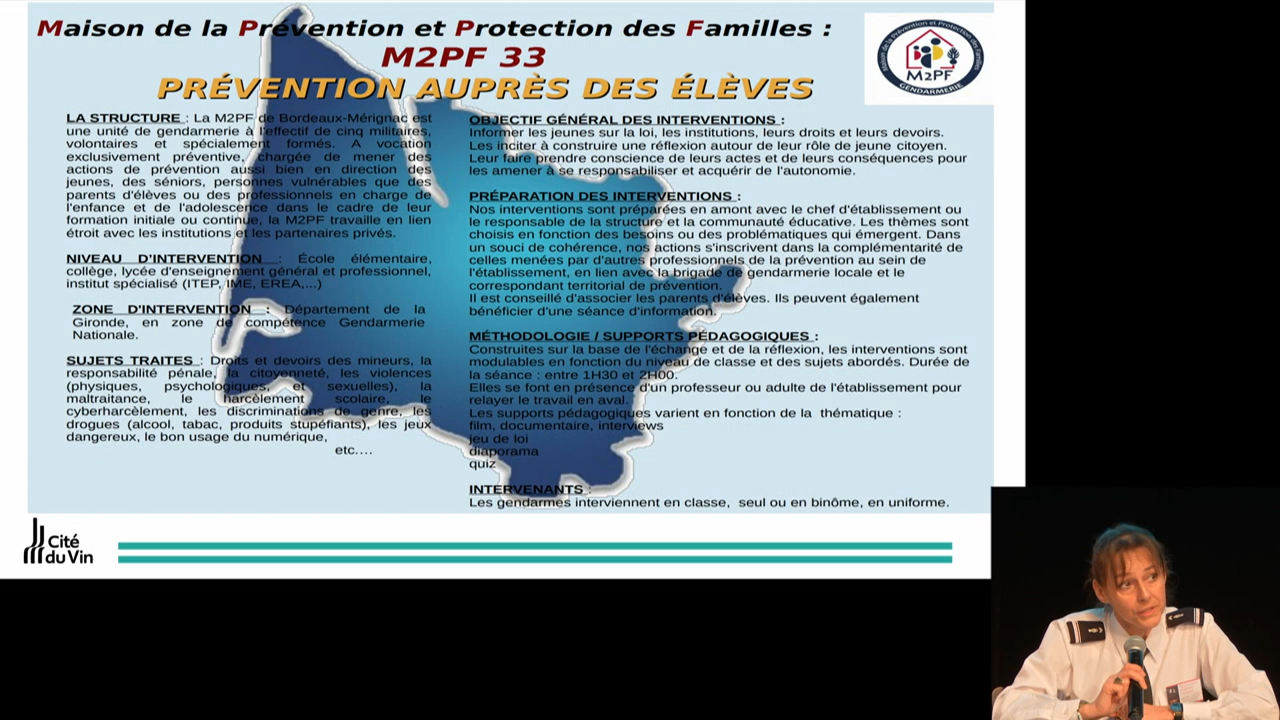 Maison de la Prévention et Protection des Familles :
M2PF 33
PRÉVENTION AUPRÈS DES ÉLÈVES
M2PF
GENDARMERIE
LA STRUCTURE : La M2PF de Bordeaux-Mérignac est
une unité de gendarmerie à l'effectif de cinq militaires,
volontaires et spécialement formés. A vocation
exclusivement préventive, chargée de mener des
actions de prévention aussi bien en direction des
jeunes, des séniors, personnes vulnérables que des
parents d'élèves ou des professionnels en charge de
l'enfance et de l'adolescence dans le cadre de leur
formation initiale ou continue, la M2PF travaille en lien
étroit avec les institutions et les partenaires privés.
NIVEAU D'INTERVENTION : École élémentaire,
collège, lycée d'enseignement général et professionnel,
institut spécialisé (ITEP, IME, EREA,...)
ZONE D'INTERVENTION : Département de la
Gironde, en zone de compétence Gendarmerie
Nationale.
SUJETS TRAITES : Droits et devoirs des mineurs, la
responsabilité pénale, la citoyenneté, les violences
(physiques, psychologiques, et sexuelles), la
maltraitance, le harcèlement scolaire, le
cyberharcèlement, les discriminations de genre, les
drogues (alcool, tabac, produits stupéfiants), les jeux
dangereux, le bon usage du numérique,
etc....
OBJECTIF GÉNÉRAL DES INTERVENTIONS :
Informer les jeunes sur la loi, les institutions, leurs droits et leurs devoirs.
Les inciter à construire une réflexion autour de leur rôle de jeune citoyen.
Leur faire prendre conscience de leurs actes et de leurs conséquences pour
les amener à se responsabiliser et acquérir de l'autonomie.
PRÉPARATION DES INTERVENTIONS :
Nos interventions sont préparées en amont avec le chef d'établissement ou
le responsable de la structure et la communauté éducative. Les thèmes sont
choisis en fonction des besoins ou des problématiques qui émergent. Dans
un souci de cohérence, nos actions s'inscrivent dans la complémentarité de
celles menées par d'autres professionnels de la prévention au sein de
l'établissement, en lien avec la brigade de gendarmerie locale et le
correspondant territorial de prévention.
Il est conseillé d'associer les parents d'élèves. Ils peuvent également
bénéficier d'une séance d'information.
MÉTHODOLOGIE / SUPPORTS PÉDAGOGIQUES :
Construites sur la base de l'échange et de la réflexion, les interventions sont
modulables en fonction du niveau de classe et des sujets abordés. Durée de
la séance : entre 1H30 et 2H00.
Elles se font en présence d'un professeur ou adulte de l'établissement pour
relayer le travail en aval.
Les supports pédagogiques varient en fonction de la thématique :
film, documentaire, interviews
jeu de loi
diaporama
quiz
INTERVENANTS :
Les gendarmes interviennent en classe, seul ou en binôme, en uniforme.
Cité
du Vin